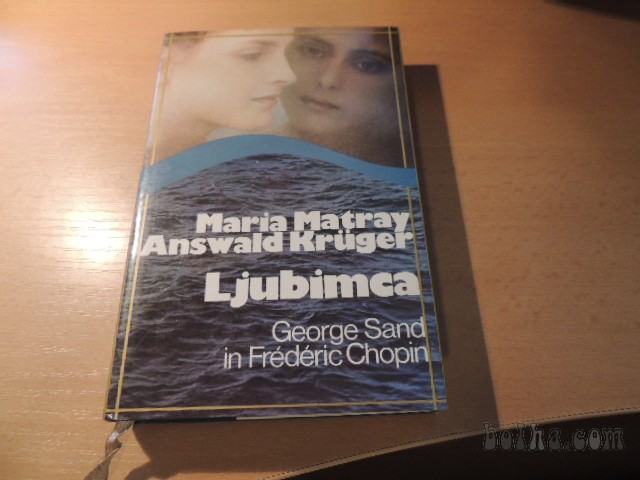 Maria Matray
Answald Krüger
Ljubimca
George Sand
in Frédéric Chopin
bolha.com